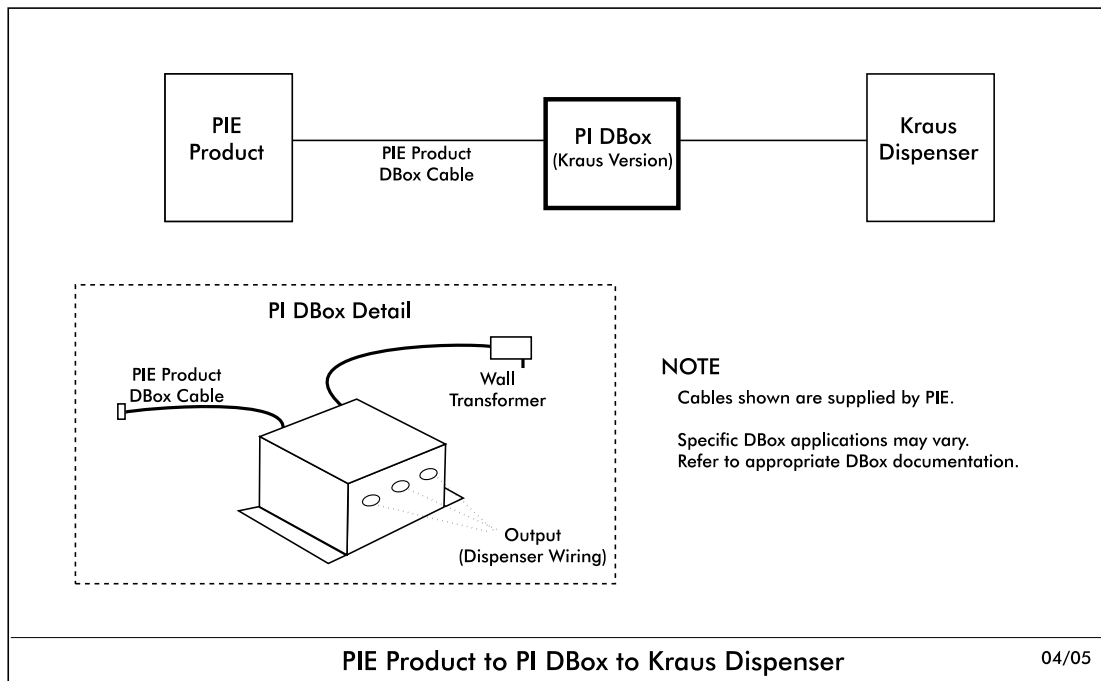 PIE
Product
PIE Product
DBox Cable
PI DBox
(Kraus Version)
Kraus
Dispenser
PI DBox Detail
PIE Product
DBox Cable
Wall
Transformer
Output
(Dispenser Wiring)
NOTE
Cables shown are supplied by PIE.
Specific DBox applications may vary.
Refer to appropriate DBox documentation.
PIE Product to PI DBox to Kraus Dispenser
04/05